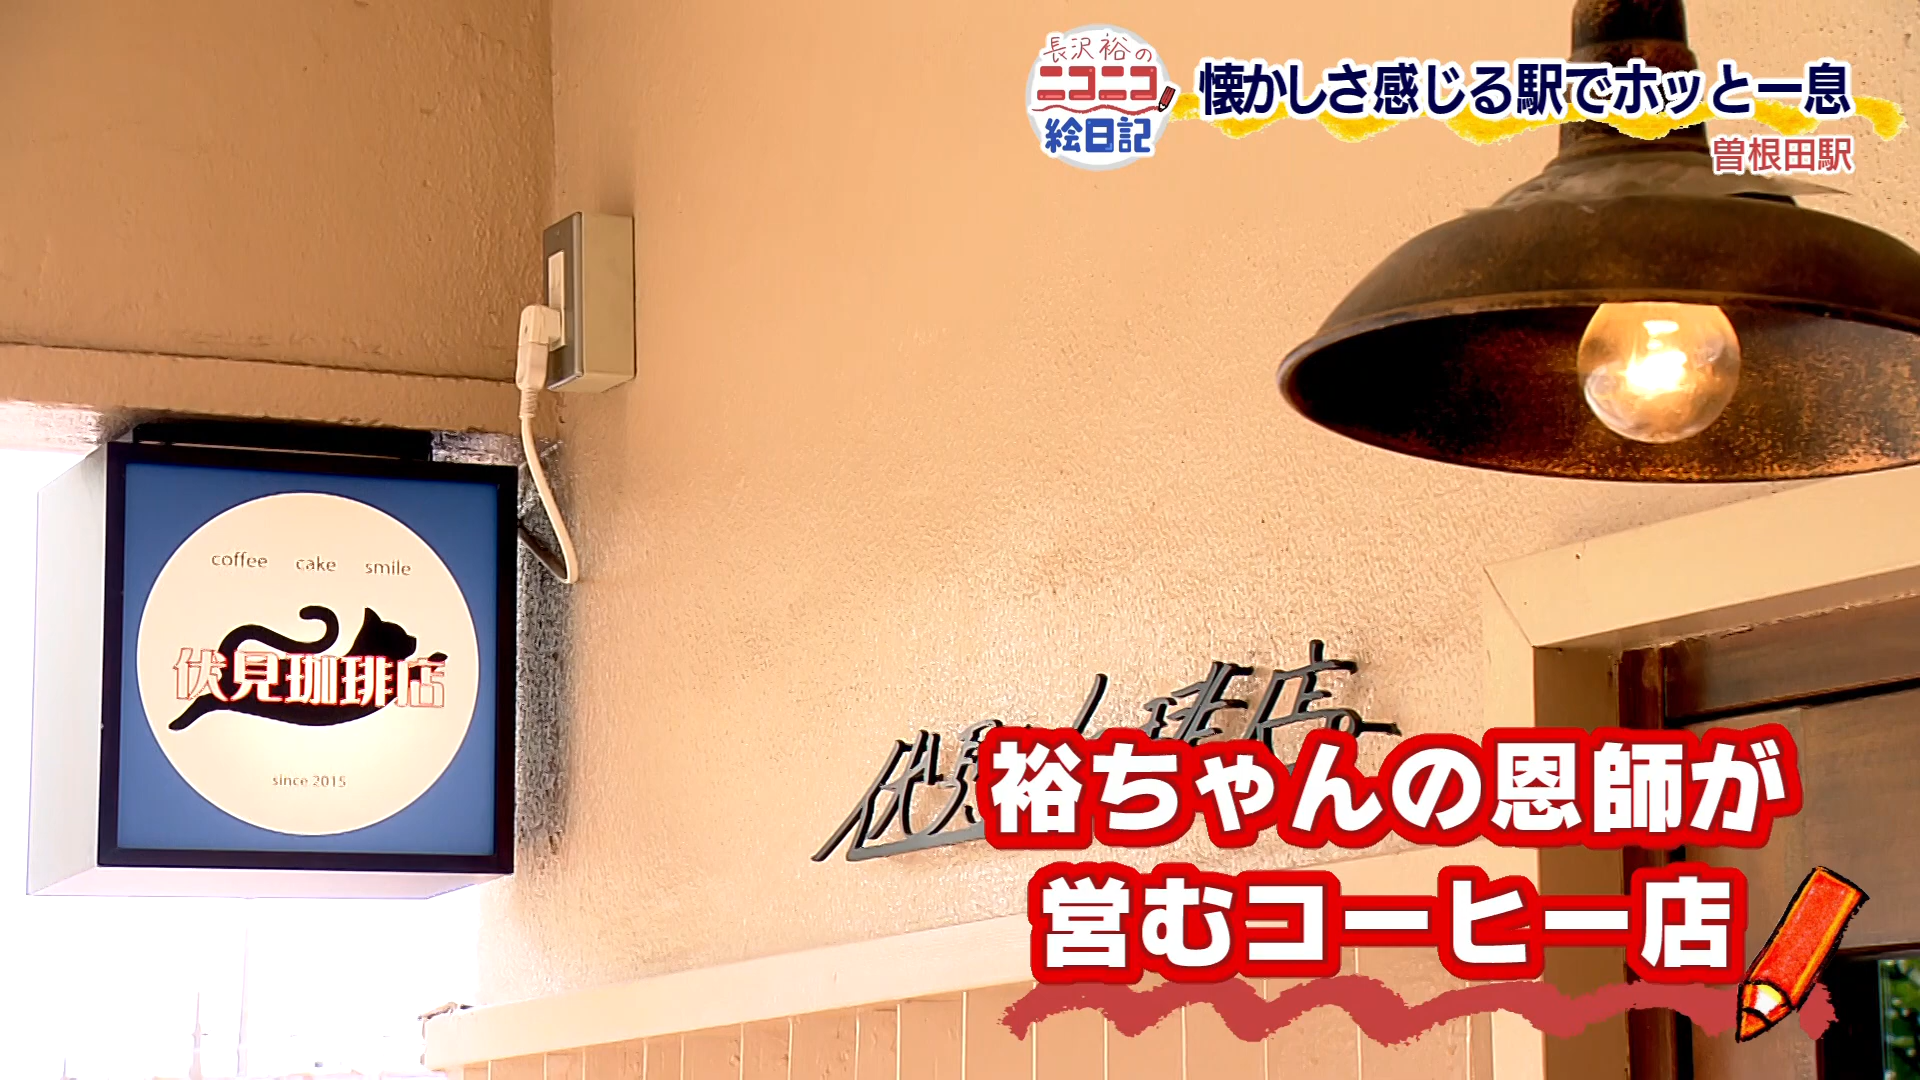 長沢裕の
ニコニコ
絵日記
懐かしさ感じる駅でホッと一息
曽根田駅
coffee cake smile
伏見珈琲店
since 2015
裕ちゃんの恩師が
営むコーヒー店